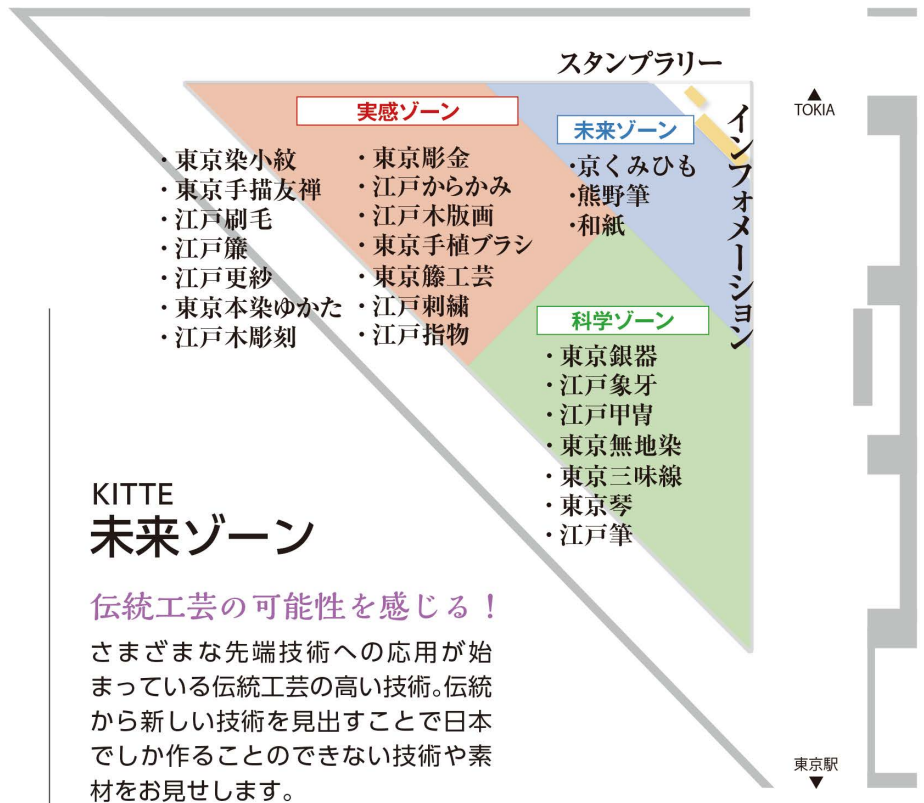 スタンプラリー
インフォメーション
▲
TOKIA
実感ゾーン
・東京染小紋
・東京手描友禅
・江戸刷毛
・江戸簾
・江戸更紗
・東京本染ゆかた
・江戸木彫刻
・東京彫金
・江戸からかみ
・江戸木版画
・東京手植ブラシ
・東京籐工芸
・江戸刺繍
・江戸指物
未来ゾーン
・京くみひも
・熊野筆
・和紙
科学ゾーン
・東京銀器
・江戸象牙
・江戸甲冑
・東京無地染
・東京三味線
・東京琴
・江戸筆
KITTE
未来ゾーン
伝統工芸の可能性を感じる！
さまざまな先端技術への応用が始
まっている伝統工芸の高い技術。伝統
から新しい技術を見出すことで日本
でしか作ることのできない技術や素
材をお見せします。
東京駅
▼